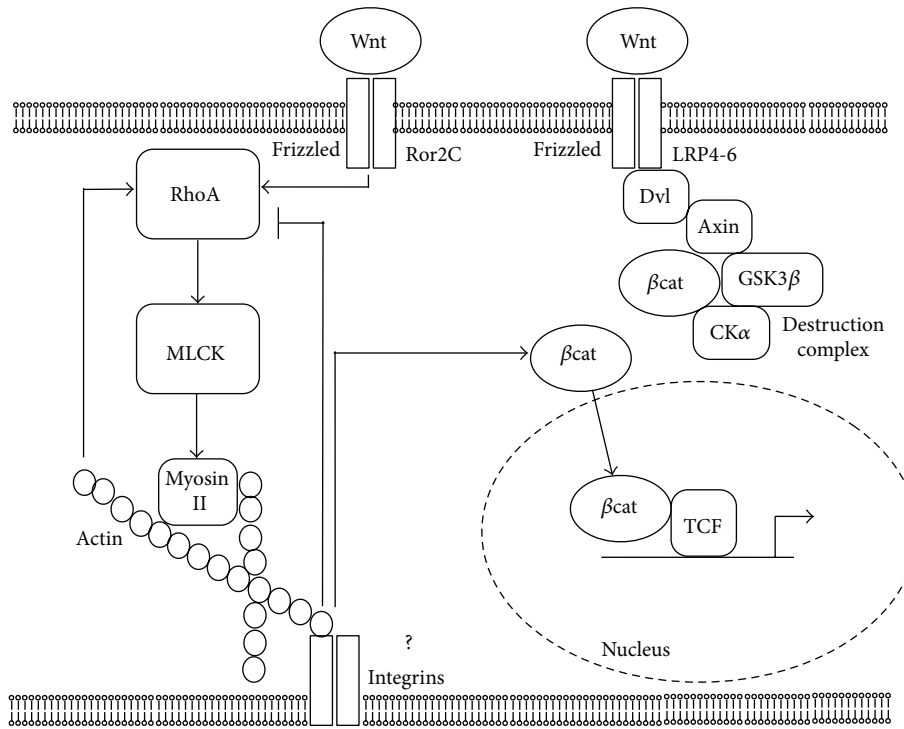 Wnt
Wnt
Frizzled
Ror2C
Frizzled
LRP4-6
RhoA
Dvl
Axin
βcat
GSK3β
CKα
Destruction
complex
MLCK
βcat
Myosin
II
Actin
βcat
TCF
?
Integrins
Nucleus